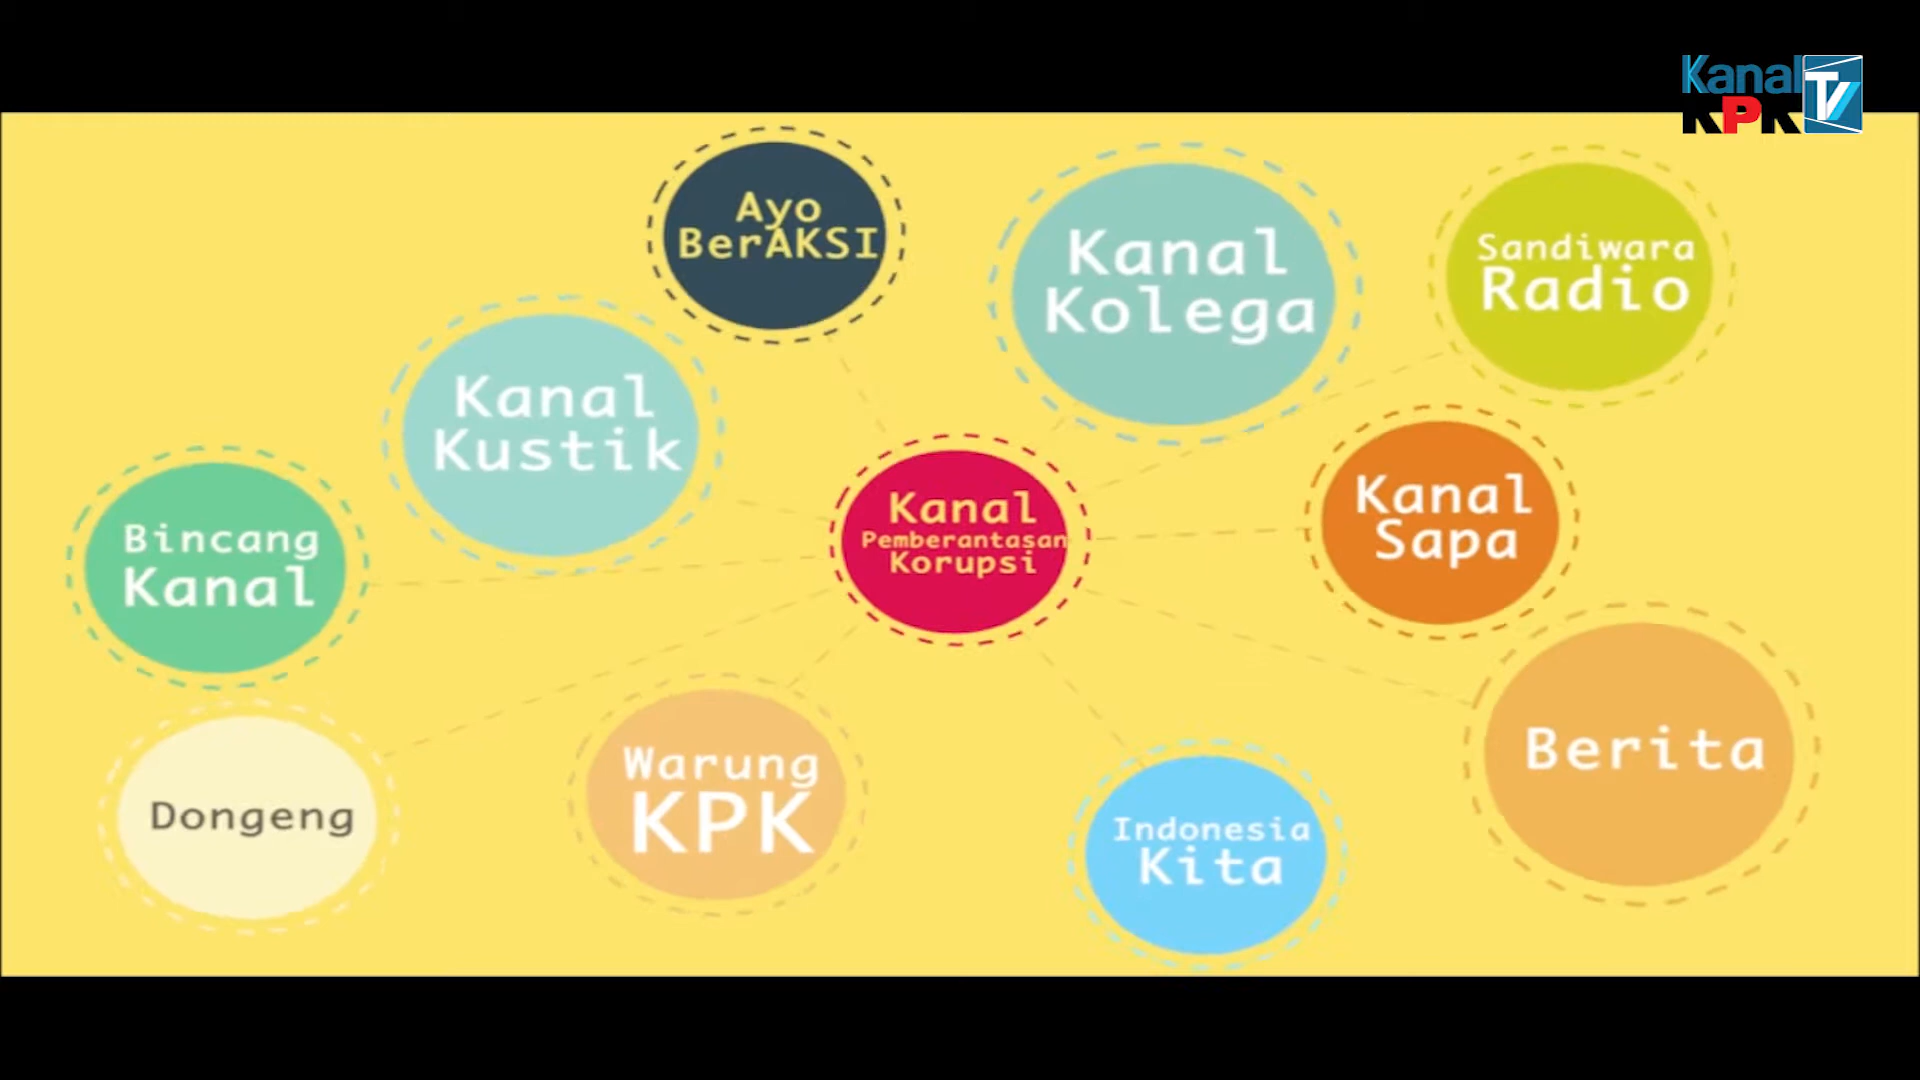 Kanal
KPK TV
Ayo
BerAKSI
Kanal
Kolega
Sandiwara
Radio
Kanal
Kustik
Kanal
Pemberantasan
Korupsi
Kanal
Sapa
Bincang
Kanal
Dongeng
Warung
KPK
Indonesia
Kita
Berita